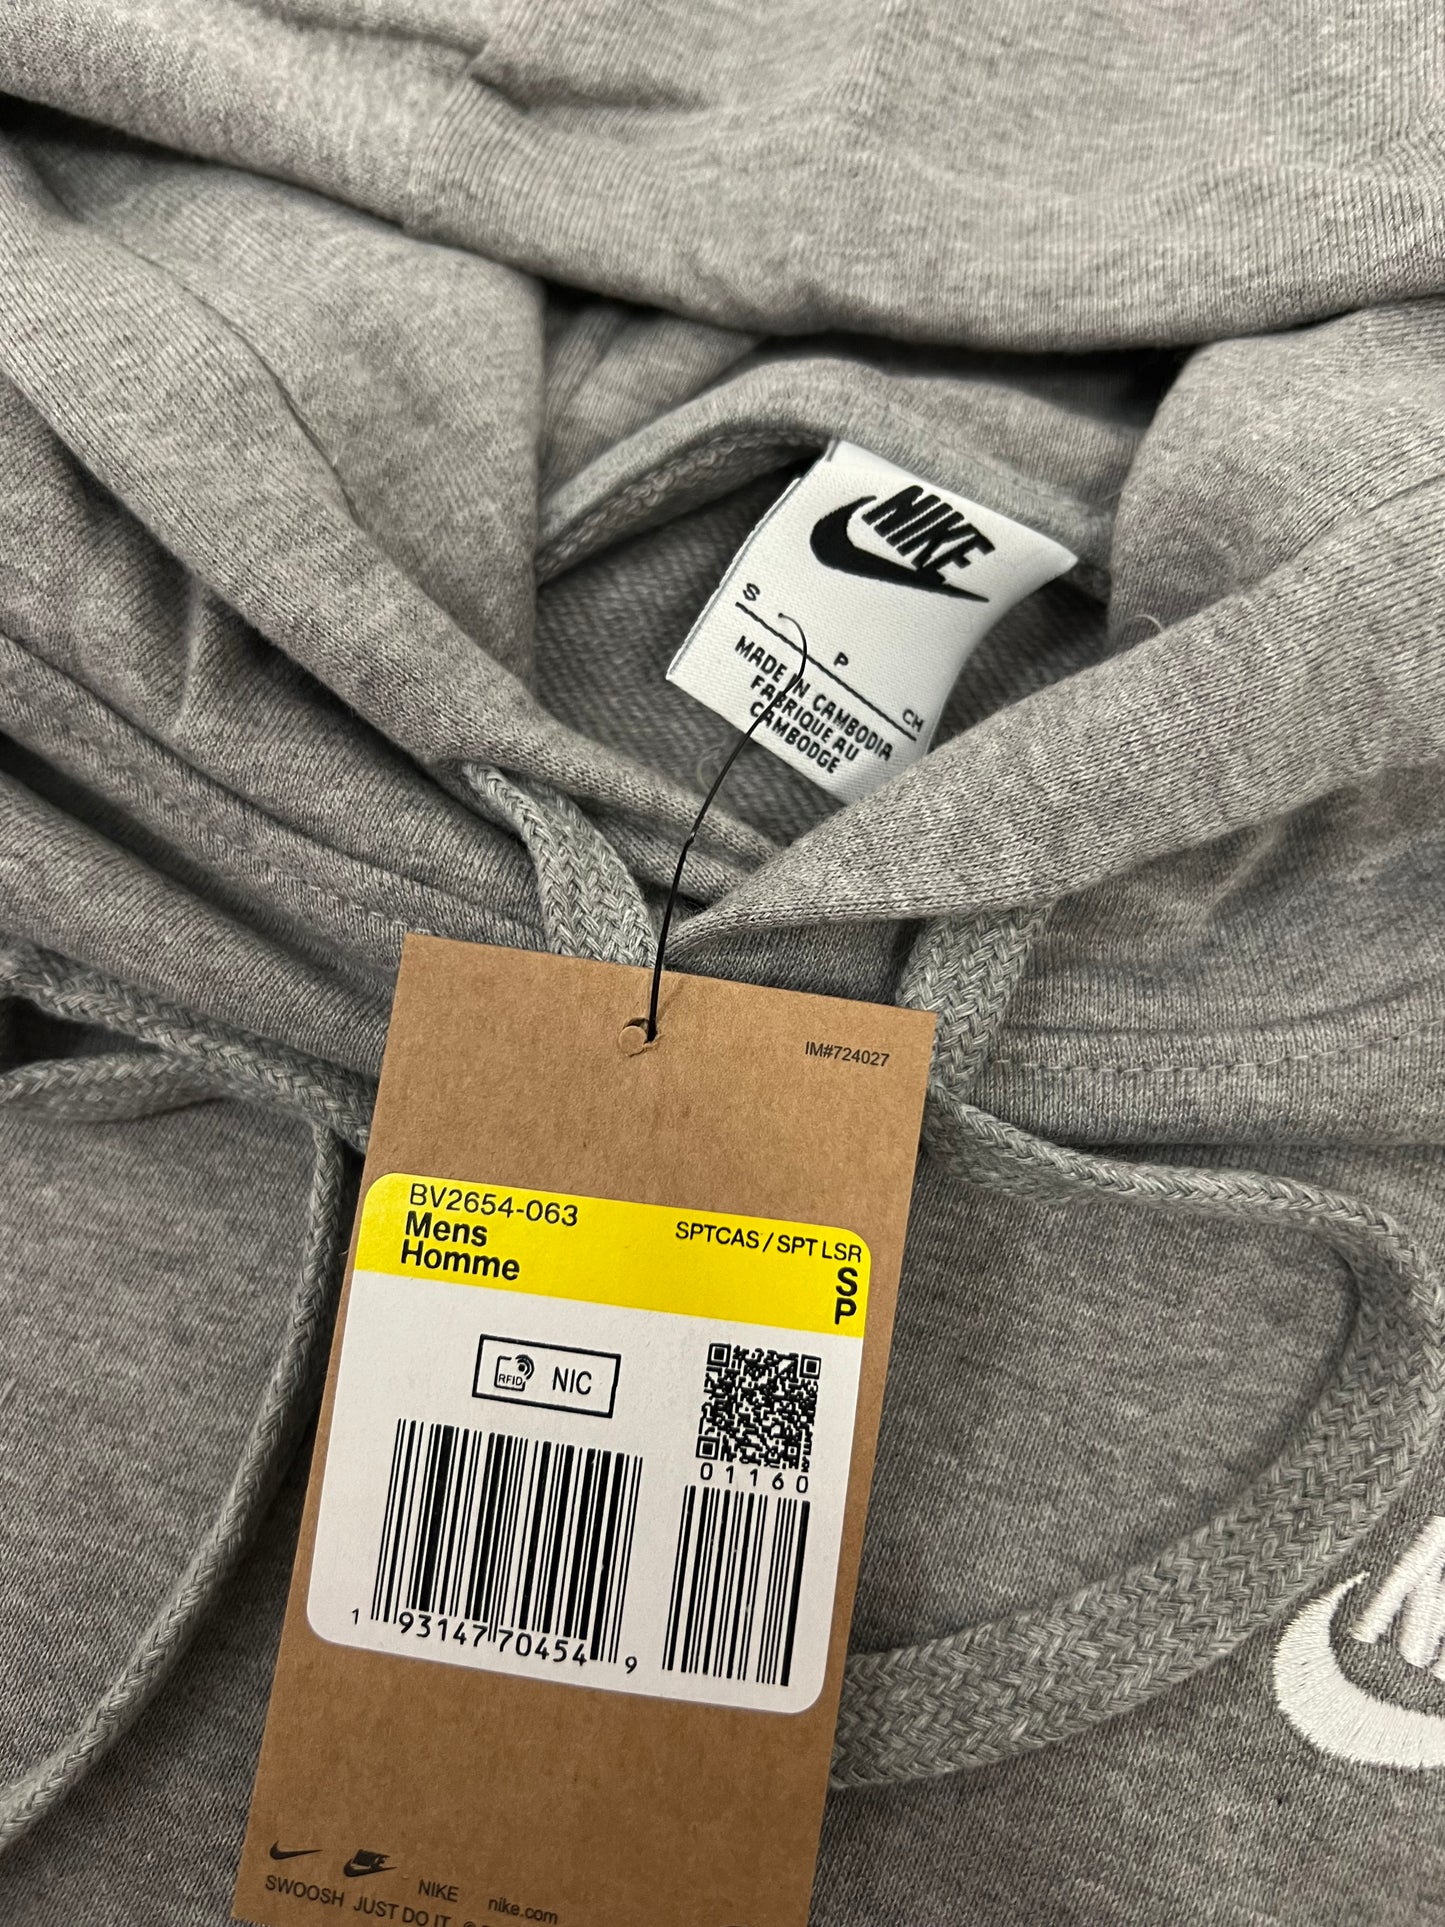 NIKE
S
P
CH
MADE IN CAMBODIA
FABRIQUE AU
CAMBODGE
IM#724027
BV2654-063
Mens
Homme
SPTCAS / SPT LSR
S
P
RFID
NIC
01160
1 93147 70454 9
NIKE nike.com
SWOOSH JUST DO IT